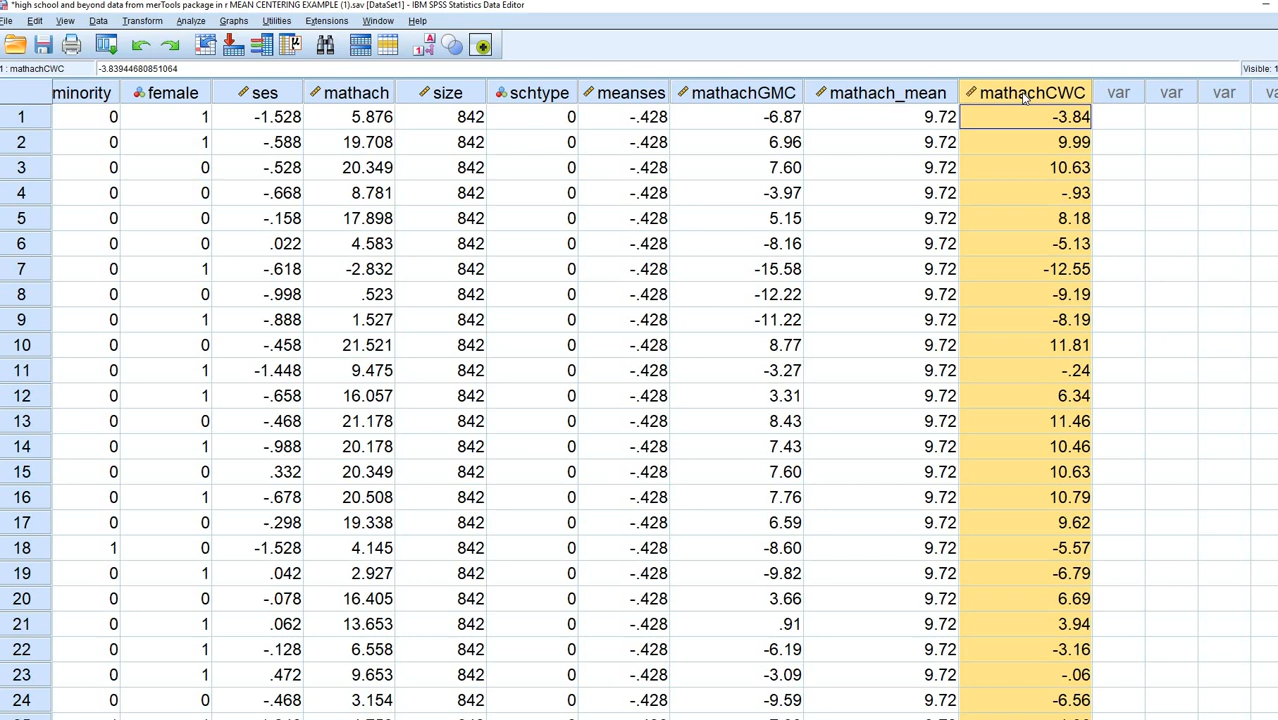 *high school and beyond data from merTools package in r MEAN CENTERING EXAMPLE (1).sav [DataSet1] - IBM SPSS Statistics Data Editor
File Edit View Data Transform Analyze Graphs Utilities Extensions Window Help
1 : mathachCWC -3.83944680851064 Visible: 1
minority female ses mathach size schtype meanses mathachGMC mathach_mean mathachCWC var var var va
1 0 1 -1.528 5.876 842 0 -.428 -6.87 9.72 -3.84
2 0 1 -.588 19.708 842 0 -.428 6.96 9.72 9.99
3 0 0 -.528 20.349 842 0 -.428 7.60 9.72 10.63
4 0 0 -.668 8.781 842 0 -.428 -3.97 9.72 -.93
5 0 0 -.158 17.898 842 0 -.428 5.15 9.72 8.18
6 0 0 .022 4.583 842 0 -.428 -8.16 9.72 -5.13
7 0 1 -.618 -2.832 842 0 -.428 -15.58 9.72 -12.55
8 0 0 -.998 .523 842 0 -.428 -12.22 9.72 -9.19
9 0 1 -.888 1.527 842 0 -.428 -11.22 9.72 -8.19
10 0 0 -.458 21.521 842 0 -.428 8.77 9.72 11.81
11 0 1 -1.448 9.475 842 0 -.428 -3.27 9.72 -.24
12 0 1 -.658 16.057 842 0 -.428 3.31 9.72 6.34
13 0 0 -.468 21.178 842 0 -.428 8.43 9.72 11.46
14 0 1 -.988 20.178 842 0 -.428 7.43 9.72 10.46
15 0 0 .332 20.349 842 0 -.428 7.60 9.72 10.63
16 0 1 -.678 20.508 842 0 -.428 7.76 9.72 10.79
17 0 0 -.298 19.338 842 0 -.428 6.59 9.72 9.62
18 1 0 -1.528 4.145 842 0 -.428 -8.60 9.72 -5.57
19 0 1 .042 2.927 842 0 -.428 -9.82 9.72 -6.79
20 0 0 -.078 16.405 842 0 -.428 3.66 9.72 6.69
21 0 1 .062 13.653 842 0 -.428 .91 9.72 3.94
22 0 1 -.128 6.558 842 0 -.428 -6.19 9.72 -3.16
23 0 1 .472 9.653 842 0 -.428 -3.09 9.72 -.06
24 0 0 -.468 3.154 842 0 -.428 -9.59 9.72 -6.56